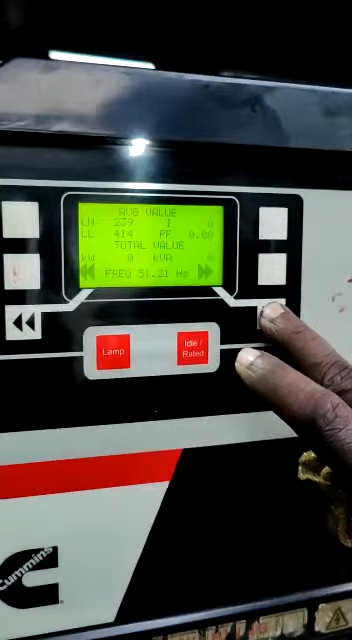 AVG VALUE
LN 239 I 0
LL 414 PF 0.00
TOTAL VALUE
kW 0 kVA 0
FREQ 51.21 Hz
Lamp
Idle /
Rated
Cummins